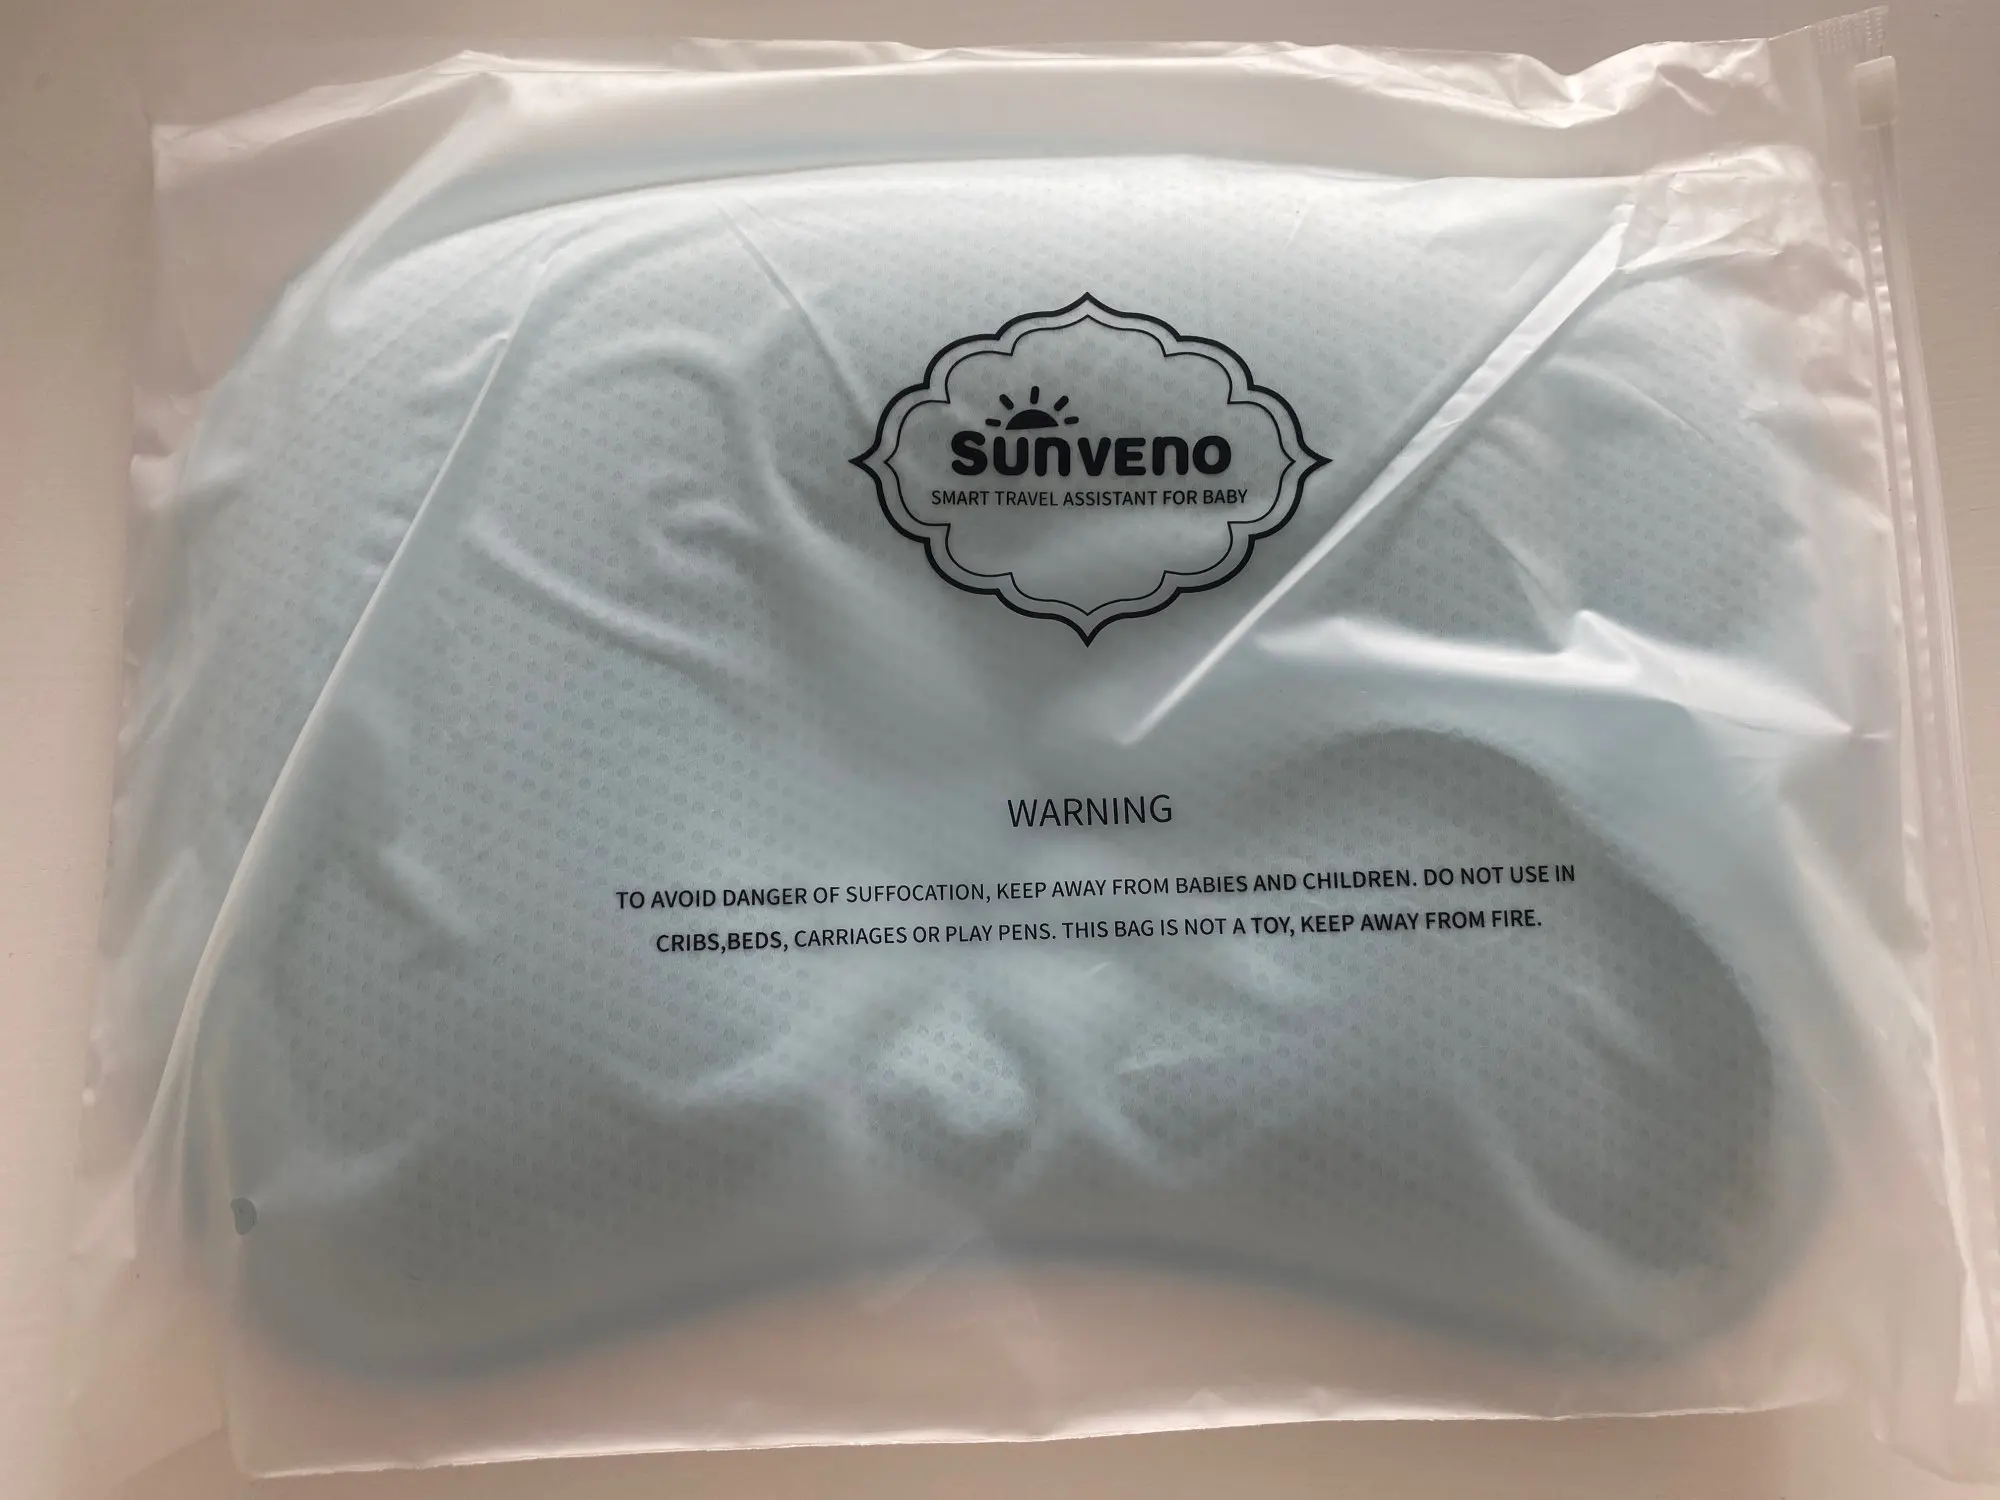 SUNVENO
SMART TRAVEL ASSISTANT FOR BABY
WARNING
TO AVOID DANGER OF SUFFOCATION, KEEP AWAY FROM BABIES AND CHILDREN. DO NOT USE IN
CRIBS,BEDS, CARRIAGES OR PLAY PENS. THIS BAG IS NOT A TOY, KEEP AWAY FROM FIRE.